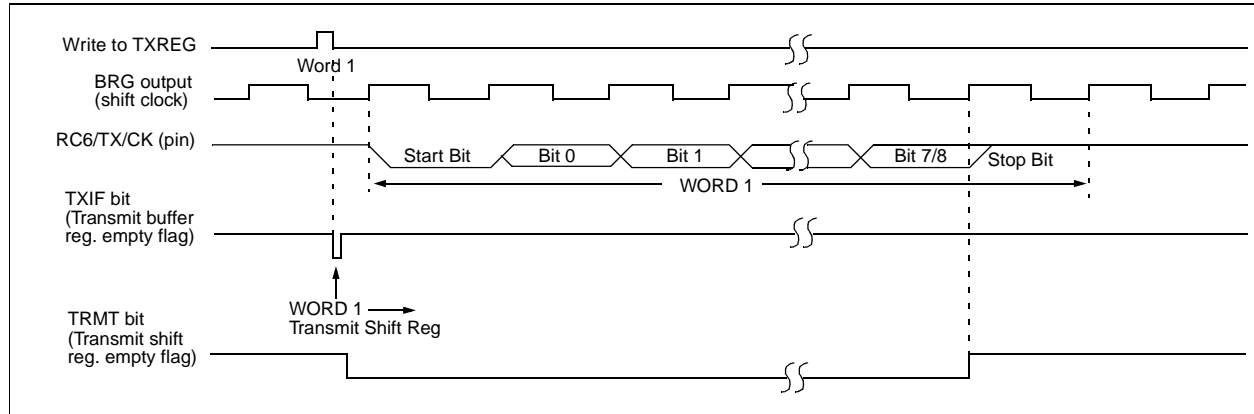 Write to TXREG
Word 1
BRG output
(shift clock)
RC6/TX/CK (pin)
Start Bit
Bit 0
Bit 1
Bit 7/8
Stop Bit
WORD 1
TXIF bit
(Transmit buffer
reg. empty flag)
WORD 1
Transmit Shift Reg
TRMT bit
(Transmit shift
reg. empty flag)